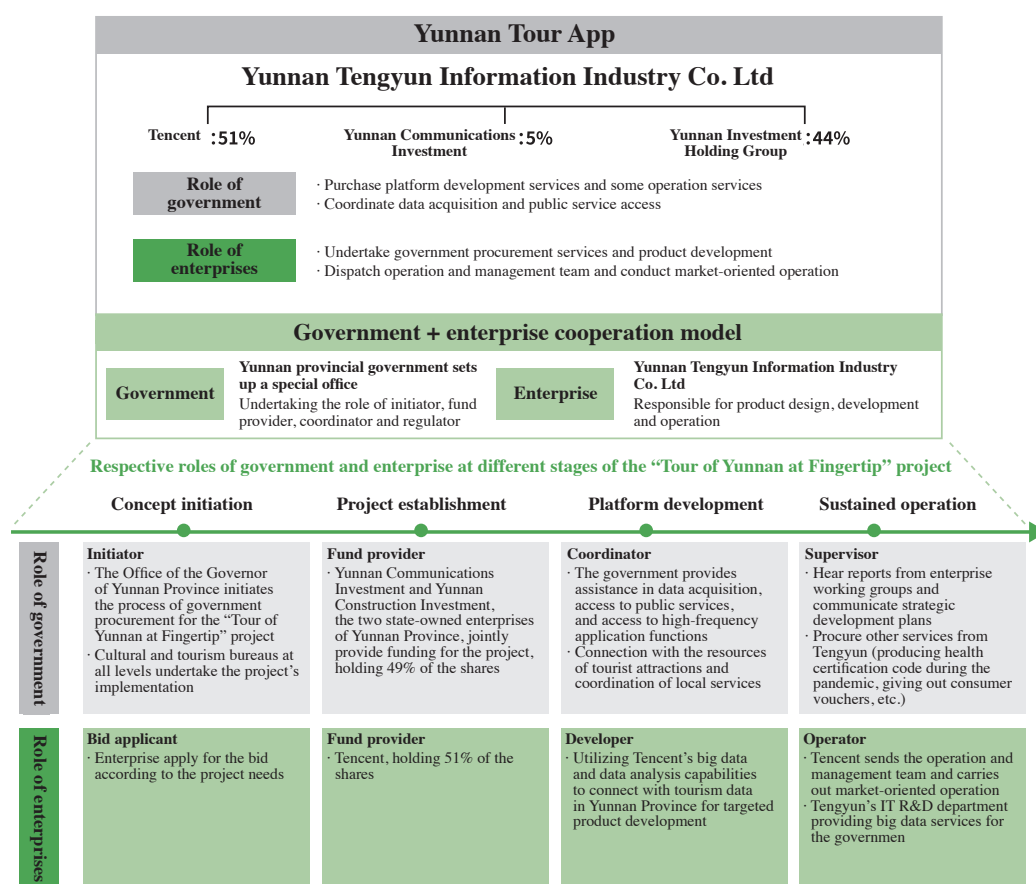 Yunnan Tour App
Yunnan Tengyun Information Industry Co. Ltd
Tencent :51%
Yunnan Communications :5%
Investment
Yunnan Investment :44%
Holding Group
Role of
government
· Purchase platform development services and some operation services
· Coordinate data acquisition and public service access
Role of
enterprises
· Undertake government procurement services and product development
· Dispatch operation and management team and conduct market-oriented operation
Government + enterprise cooperation model
Government
Yunnan provincial government sets
up a special office
Undertaking the role of initiator, fund
provider, coordinator and regulator
Enterprise
Yunnan Tengyun Information Industry
Co. Ltd
Responsible for product design, development
and operation
Respective roles of government and enterprise at different stages of the “Tour of Yunnan at Fingertip” project
Concept initiation
Project establishment
Platform development
Sustained operation
Role of government
Initiator
· The Office of the Governor
of Yunnan Province initiates
the process of government
procurement for the “Tour of
Yunnan at Fingertip” project
· Cultural and tourism bureaus at
all levels undertake the project’s
implementation
Fund provider
· Yunnan Communications
Investment and Yunnan
Construction Investment,
the two state-owned enterprises
of Yunnan Province, jointly
provide funding for the project,
holding 49% of the shares
Coordinator
· The government provides
assistance in data acquisition,
access to public services,
and access to high-frequency
application functions
· Connection with the resources
of tourist attractions and
coordination of local services
Supervisor
· Hear reports from enterprise
working groups and
communicate strategic
development plans
· Procure other services from
Tengyun (producing health
certification code during the
pandemic, giving out consumer
vouchers, etc.)
Role of enterprises
Bid applicant
· Enterprise apply for the bid
according to the project needs
Fund provider
· Tencent, holding 51% of the
shares
Developer
· Utilizing Tencent’s big data
and data analysis capabilities
to connect with tourism data
in Yunnan Province for targeted
product development
Operator
· Tencent sends the operation and
management team and carries
out market-oriented operation
· Tengyun’s IT R&D department
providing big data services for
the governmen